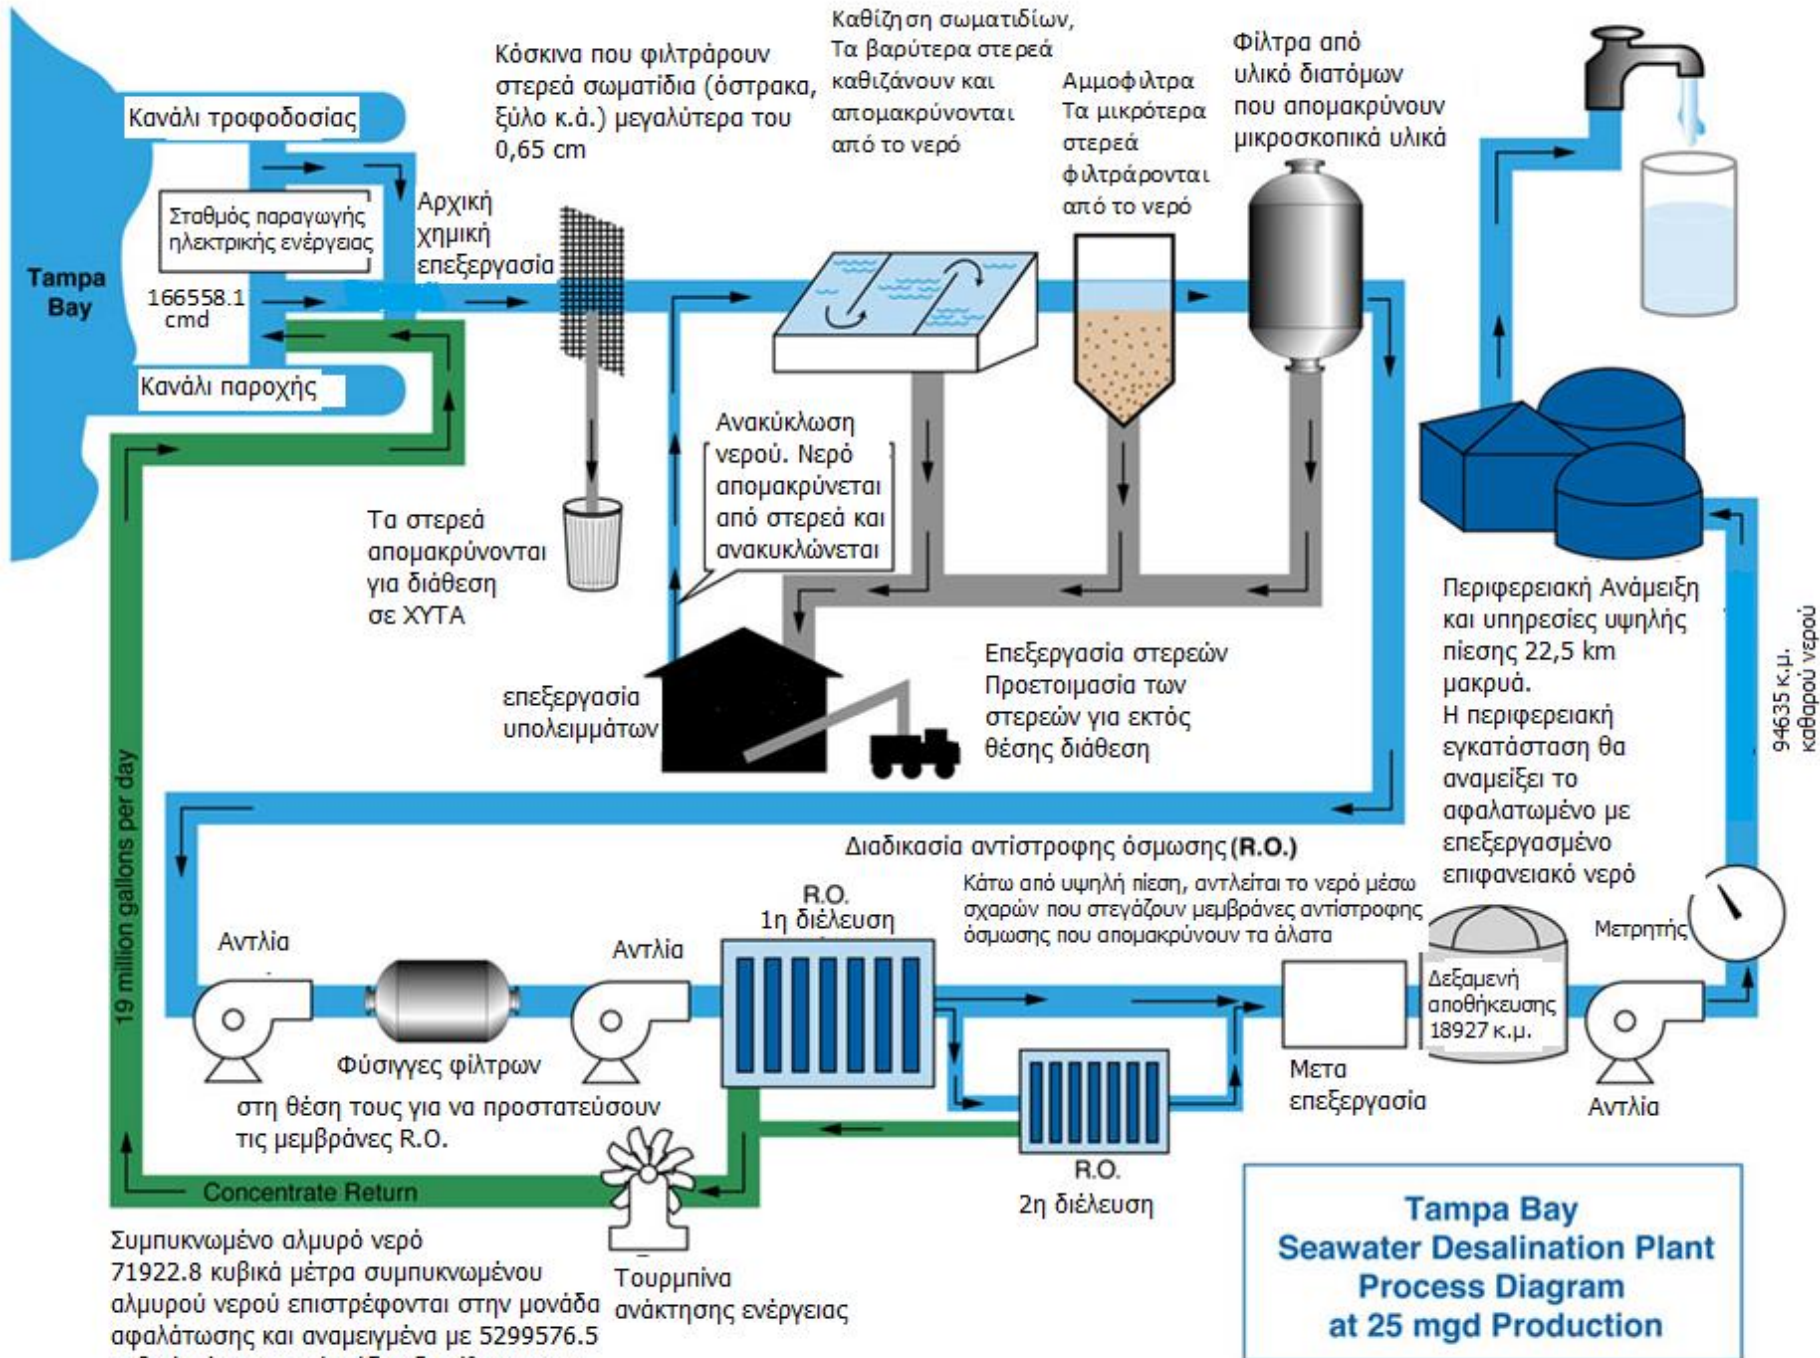 Κανάλι τροφοδοσίας
Σταθμός παραγωγής
ηλεκτρικής ενέργειας
Tampa
Bay
166558.1
cmd
Κανάλι παροχής
Αρχική
χημική
επεξεργασία
Κόσκινα που φιλτράρουν
στερεά σωματίδια (όστρακα,
ξύλο κ.ά.) μεγαλύτερα του
0,65 cm
Καθίζηση σωματιδίων,
Τα βαρύτερα στερεά
καθιζάνουν και
απομακρύνονται
από το νερό
Αμμοφιλτρα
Τα μικρότερα
στερεά
φιλτράρονται
από το νερό
Φίλτρα από
υλικό διατόμων
που απομακρύνουν
μικροσκοπικά υλικά
Τα στερεά
απομακρύνονται
για διάθεση
σε ΧΥΤΑ
Ανακύκλωση
νερού. Νερό
απομακρύνεται
από στερεά και
ανακυκλώνεται
επεξεργασία
υπολειμμάτων
Επεξεργασία στερεών
Προετοιμασία των
στερεών για εκτός
θέσης διάθεση
Περιφερειακή Ανάμειξη
και υπηρεσίες υψηλής
πίεσης 22,5 km
μακρυά.
Η περιφερειακή
εγκατάσταση θα
αναμείξει το
αφαλατωμένο με
επεξεργασμένο
επιφανειακό νερό
94635 κ.μ.
καθαρού νερού
19 million gallons per day
Διαδικασία αντίστροφης όσμωσης (R.O.)
Κάτω από υψηλή πίεση, αντλείται το νερό μέσω
σχαρών που στεγάζουν μεμβράνες αντίστροφης
όσμωσης που απομακρύνουν τα άλατα
R.O.
1η διέλευση
Αντλία
Αντλία
Φύσιγγες φίλτρων
στη θέση τους για να προστατεύσουν
τις μεμβράνες R.O.
Μετρητής
Δεξαμενή
αποθήκευσης
18927 κ.μ.
Μετα
επεξεργασία
Αντλία
R.O.
2η διέλευση
Concentrate Return
Τουρμπίνα
ανάκτησης ενέργειας
Συμπυκνωμένο αλμυρό νερό
71922.8 κυβικά μέτρα συμπυκνωμένου
αλμυρού νερού επιστρέφονται στην μονάδα
αφαλάτωσης και αναμειγμένα με 5299576.5
Tampa Bay
Seawater Desalination Plant
Process Diagram
at 25 mgd Production